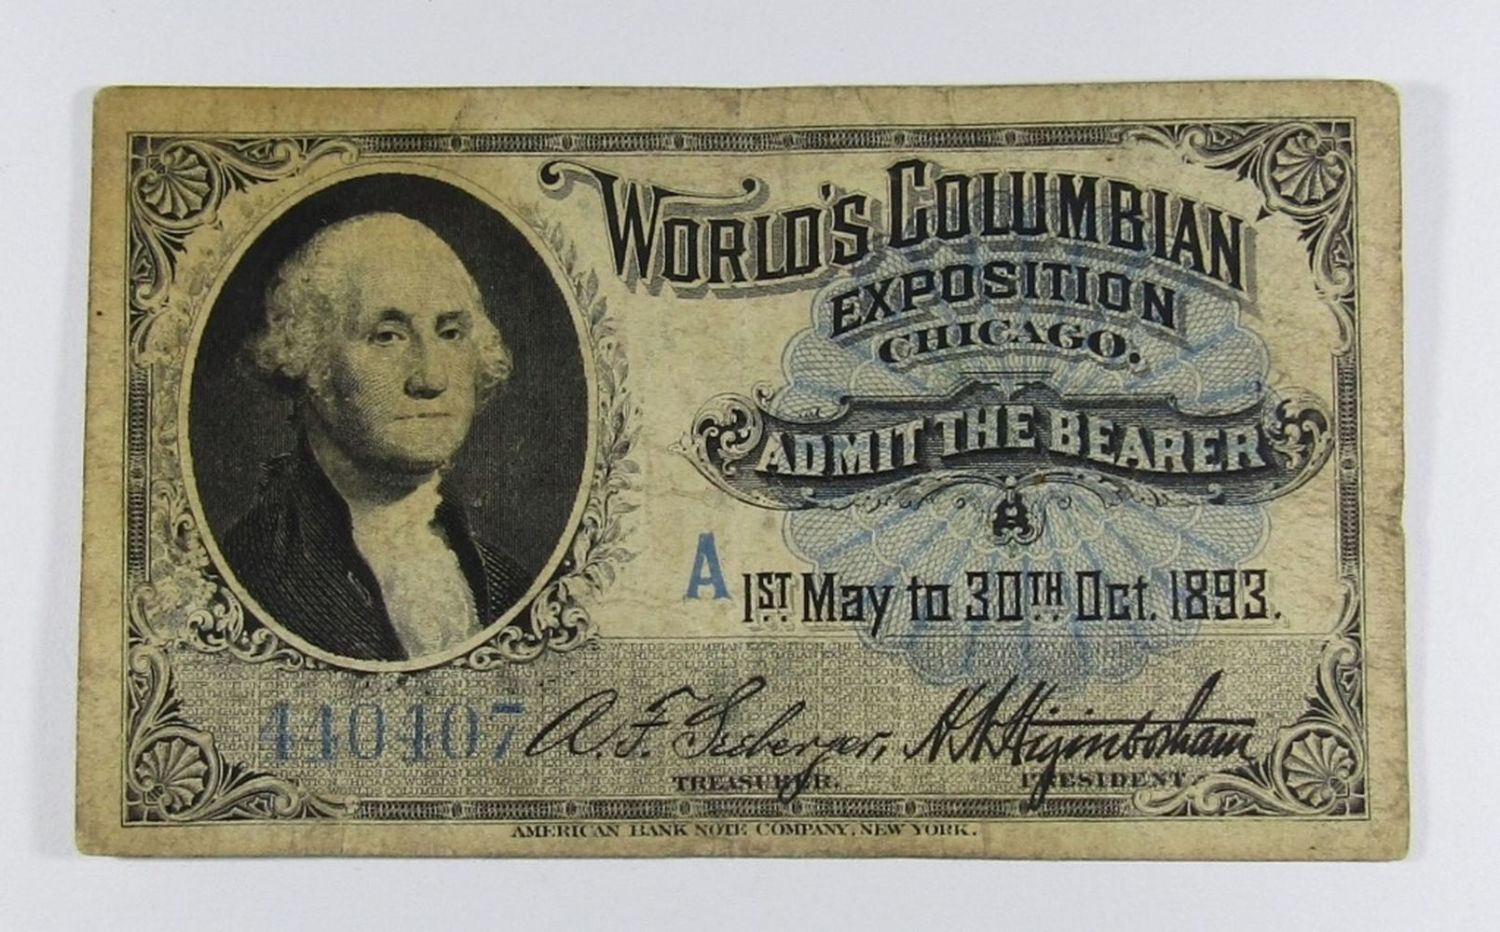 WORLD'S COLUMBIAN
EXPOSITION
CHICAGO.
ADMIT THE BEARER
A
A 1ST May to 30TH Oct. 1893.
440407 A. F. Seeberger, H. N. Higinbotham
TREASURER. PRESIDENT
AMERICAN BANK NOTE COMPANY, NEW YORK.